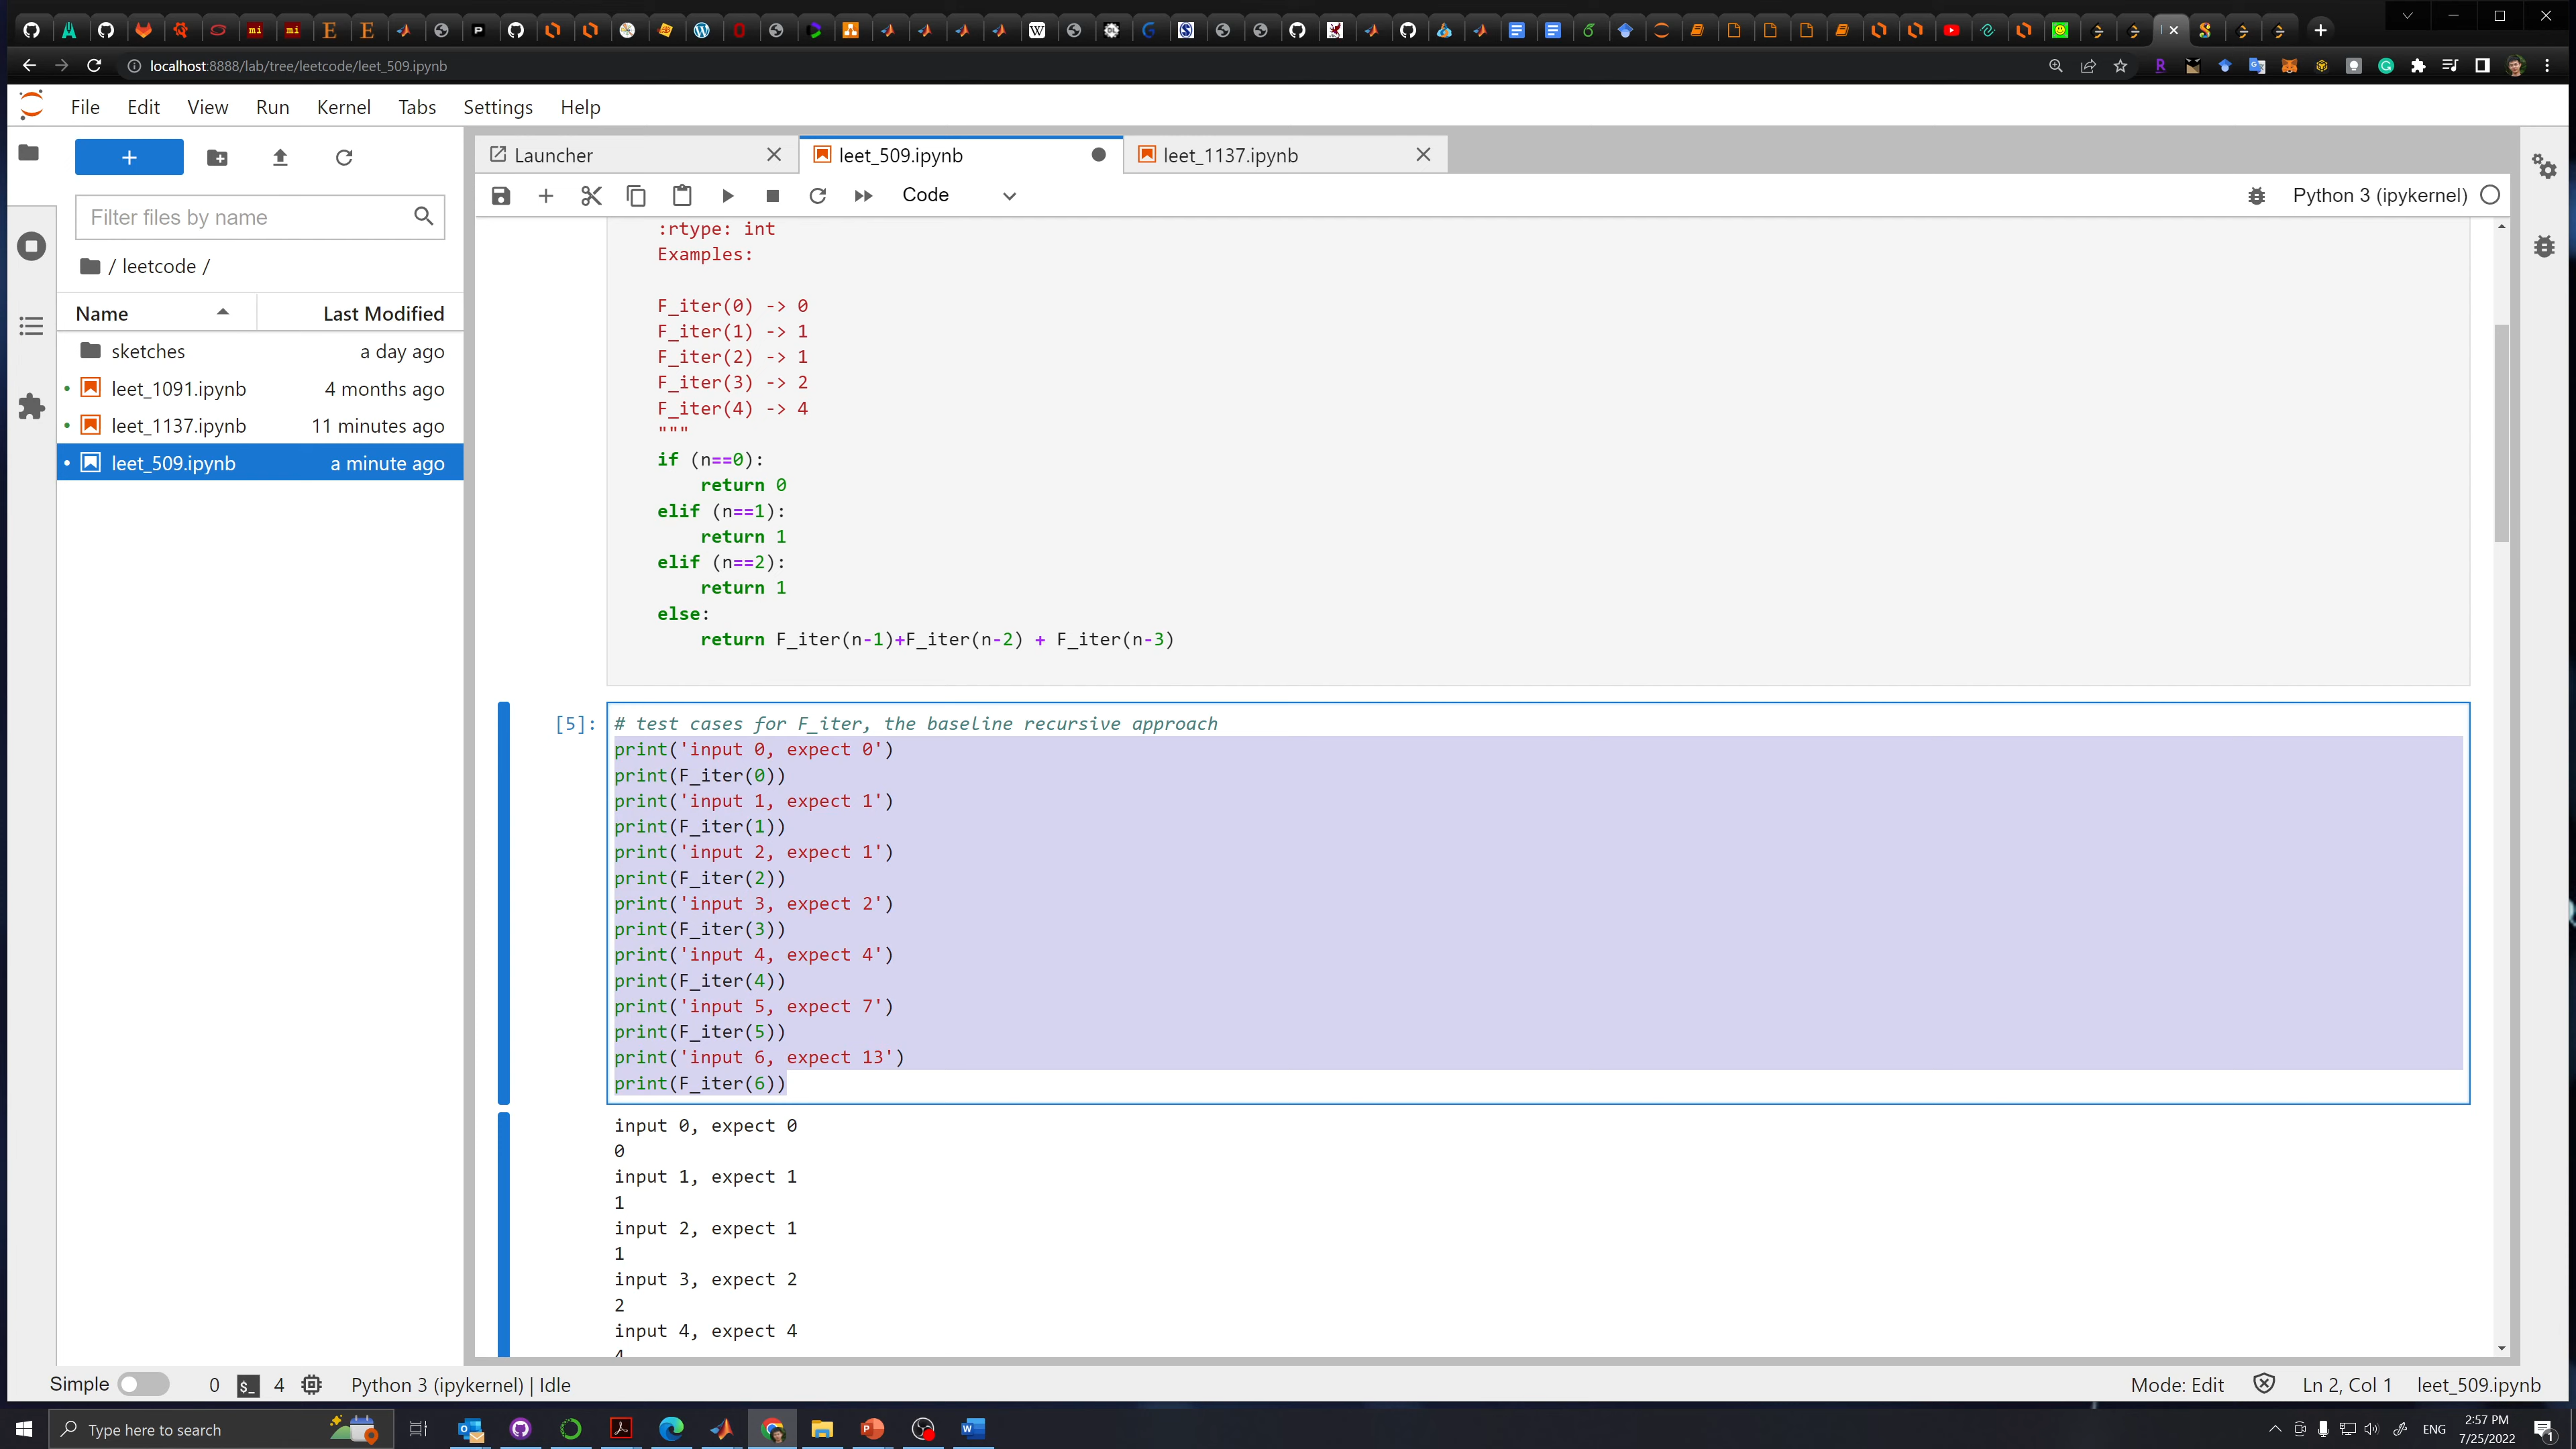 localhost:8888/lab/tree/leetcode/leet_509.ipynb
File Edit View Run Kernel Tabs Settings Help
Launcher
leet_509.ipynb
leet_1137.ipynb
Code
Python 3 (ipykernel)
Filter files by name
/ leetcode /
Name Last Modified
sketches a day ago
leet_1091.ipynb 4 months ago
leet_1137.ipynb 11 minutes ago
leet_509.ipynb a minute ago
:rtype: int
Examples:
F_iter(0) -> 0
F_iter(1) -> 1
F_iter(2) -> 1
F_iter(3) -> 2
F_iter(4) -> 4
"""
if (n==0):
return 0
elif (n==1):
return 1
elif (n==2):
return 1
else:
return F_iter(n-1)+F_iter(n-2) + F_iter(n-3)
[5]:
# test cases for F_iter, the baseline recursive approach
print('input 0, expect 0')
print(F_iter(0))
print('input 1, expect 1')
print(F_iter(1))
print('input 2, expect 1')
print(F_iter(2))
print('input 3, expect 2')
print(F_iter(3))
print('input 4, expect 4')
print(F_iter(4))
print('input 5, expect 7')
print(F_iter(5))
print('input 6, expect 13')
print(F_iter(6))
input 0, expect 0
0
input 1, expect 1
1
input 2, expect 1
1
input 3, expect 2
2
input 4, expect 4
4
Simple 0 $_ 4 Python 3 (ipykernel) | Idle
Mode: Edit Ln 2, Col 1 leet_509.ipynb
Type here to search
ENG
2:57 PM
7/25/2022